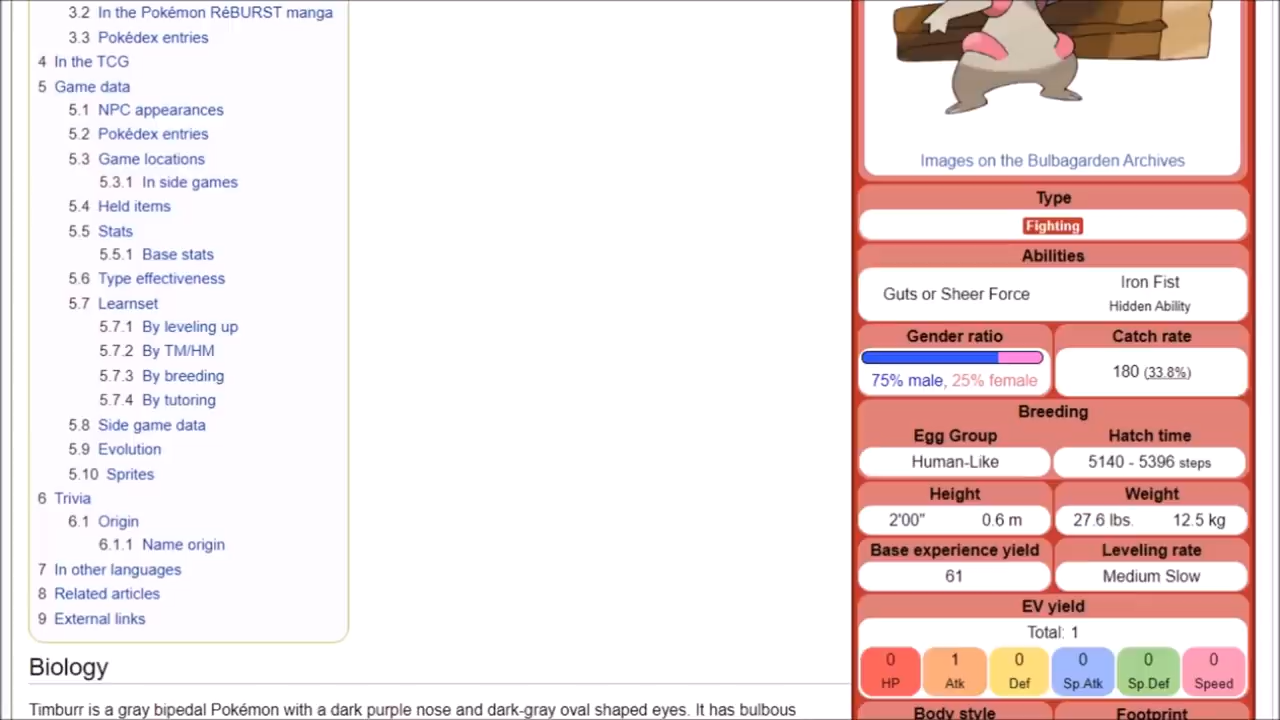 3.2 In the Pokémon RéBURST manga
3.3 Pokédex entries
4 In the TCG
5 Game data
5.1 NPC appearances
5.2 Pokédex entries
5.3 Game locations
5.3.1 In side games
5.4 Held items
5.5 Stats
5.5.1 Base stats
5.6 Type effectiveness
5.7 Learnset
5.7.1 By leveling up
5.7.2 By TM/HM
5.7.3 By breeding
5.7.4 By tutoring
5.8 Side game data
5.9 Evolution
5.10 Sprites
6 Trivia
6.1 Origin
6.1.1 Name origin
7 In other languages
8 Related articles
9 External links
Biology
Timburr is a gray bipedal Pokémon with a dark purple nose and dark-gray oval shaped eyes. It has bulbous
Images on the Bulbagarden Archives
Type
Fighting
Abilities
Guts or Sheer Force
Iron Fist
Hidden Ability
Gender ratio
75% male, 25% female
Catch rate
180 (33.8%)
Breeding
Egg Group
Human-Like
Hatch time
5140 - 5396 steps
Height
2'00" 0.6 m
Weight
27.6 lbs. 12.5 kg
Base experience yield
61
Leveling rate
Medium Slow
EV yield
Total: 1
0 1 0 0 0 0
HP Atk Def Sp.Atk Sp.Def Speed
Body style Footprint